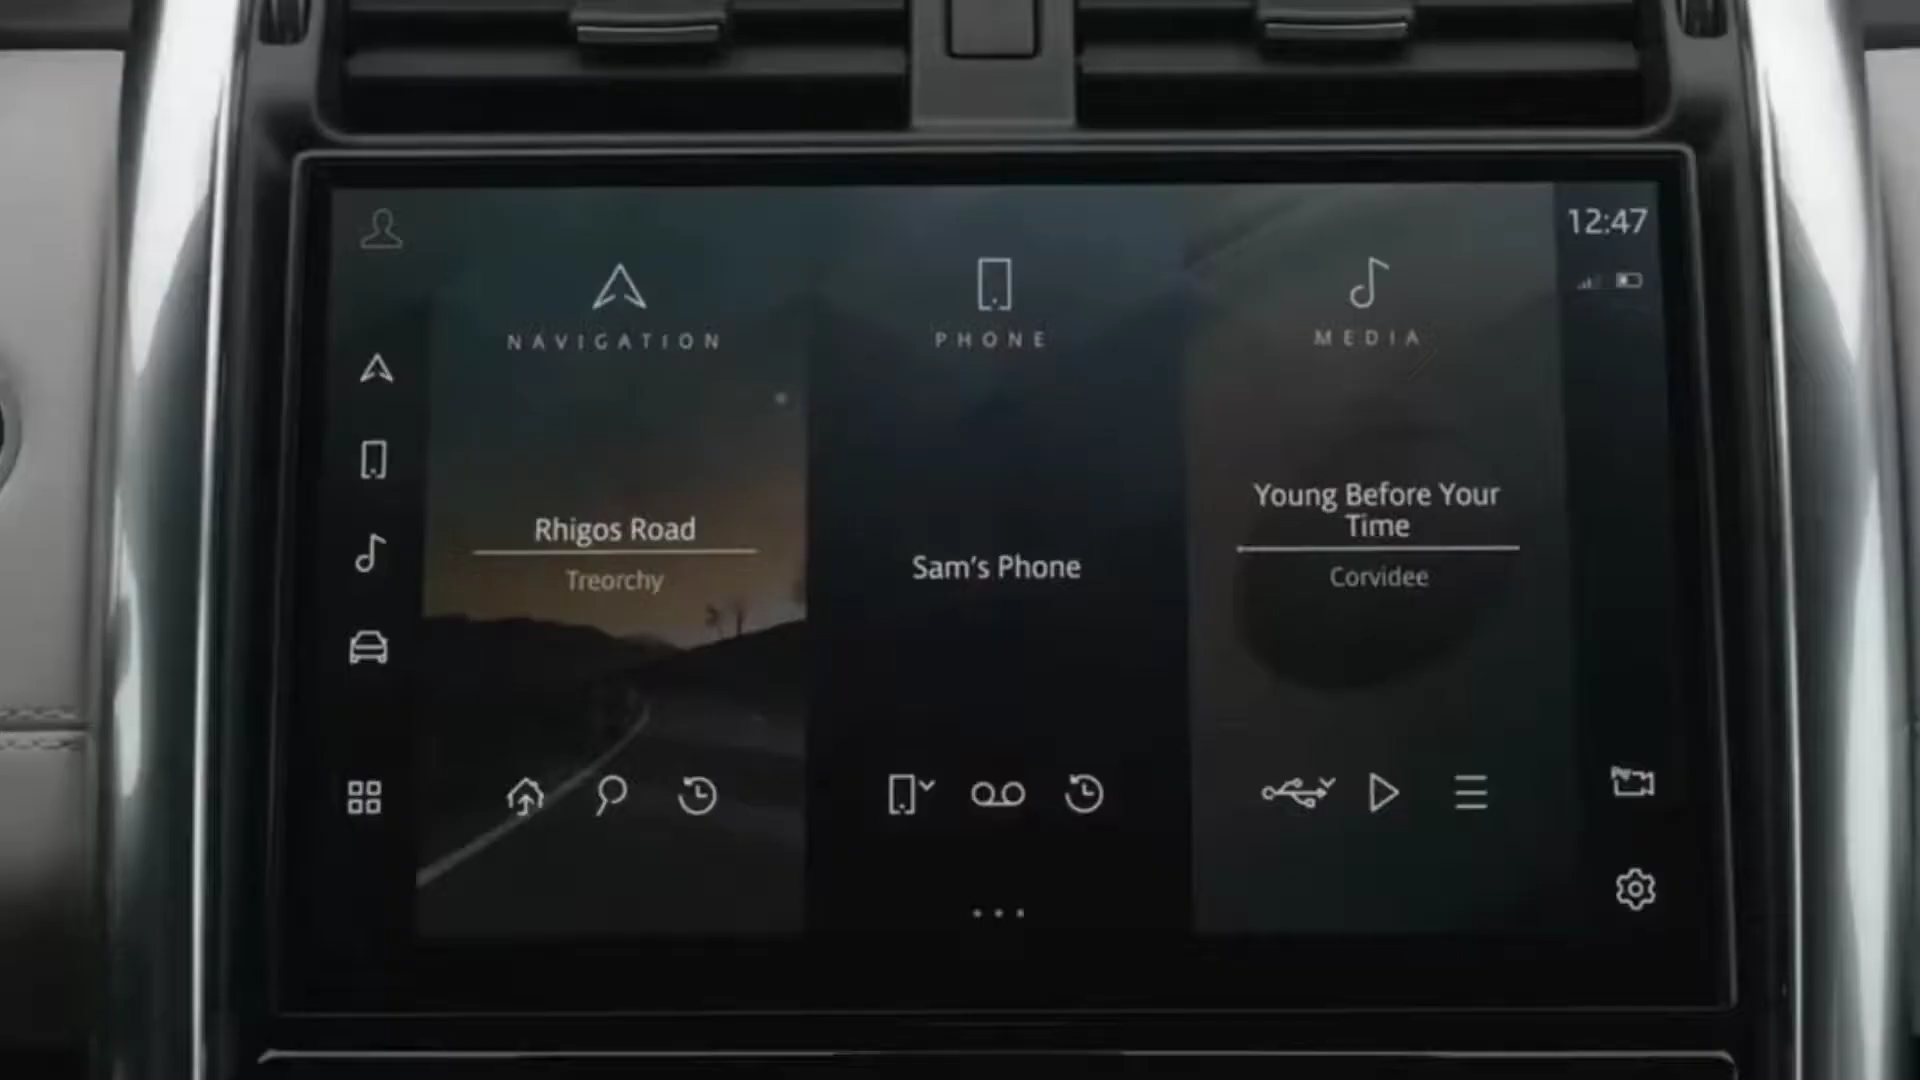 12:47
NAVIGATION
Rhigos Road
Treorchy
PHONE
Sam's Phone
MEDIA
Young Before Your
Time
Corvidee